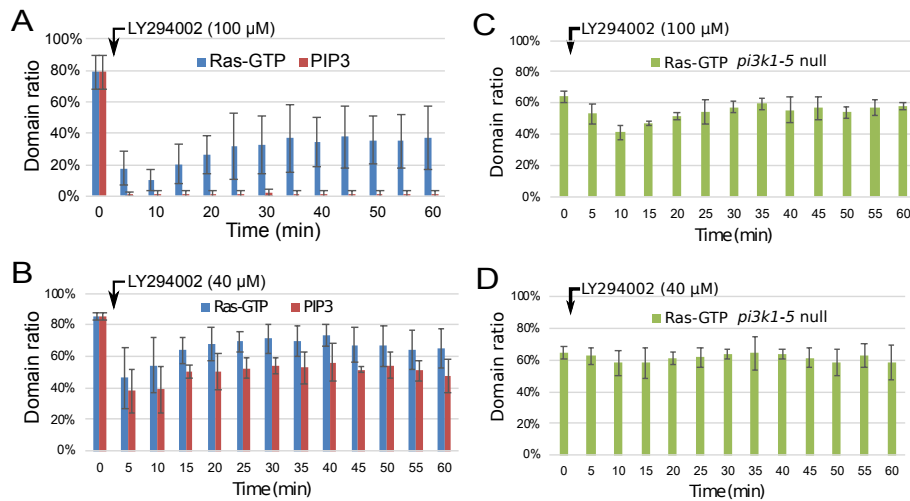 A
LY294002 (100 μM)
Ras-GTP PIP3
Domain ratio
100%
80%
60%
40%
20%
0%
0 10 20 30 40 50 60
Time (min)
B
LY294002 (40 μM)
Ras-GTP PIP3
Domain ratio
100%
80%
60%
40%
20%
0%
0 5 10 15 20 25 30 35 40 45 50 55 60
Time (min)
C
LY294002 (100 μM)
Ras-GTP pi3k1-5 null
Domain ratio
100%
80%
60%
40%
20%
0%
0 5 10 15 20 25 30 35 40 45 50 55 60
Time (min)
D
LY294002 (40 μM)
Ras-GTP pi3k1-5 null
Domain ratio
100%
80%
60%
40%
20%
0%
0 5 10 15 20 25 30 35 40 45 50 55 60
Time (min)